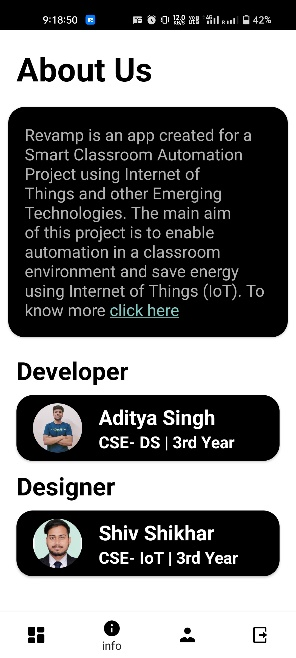 9:18:50 42%
About Us
Revamp is an app created for a
Smart Classroom Automation
Project using Internet of
Things and other Emerging
Technologies. The main aim
of this project is to enable
automation in a classroom
environment and save energy
using Internet of Things (IoT). To
know more click here
Developer
Aditya Singh
CSE- DS | 3rd Year
Designer
Shiv Shikhar
CSE- IoT | 3rd Year
info